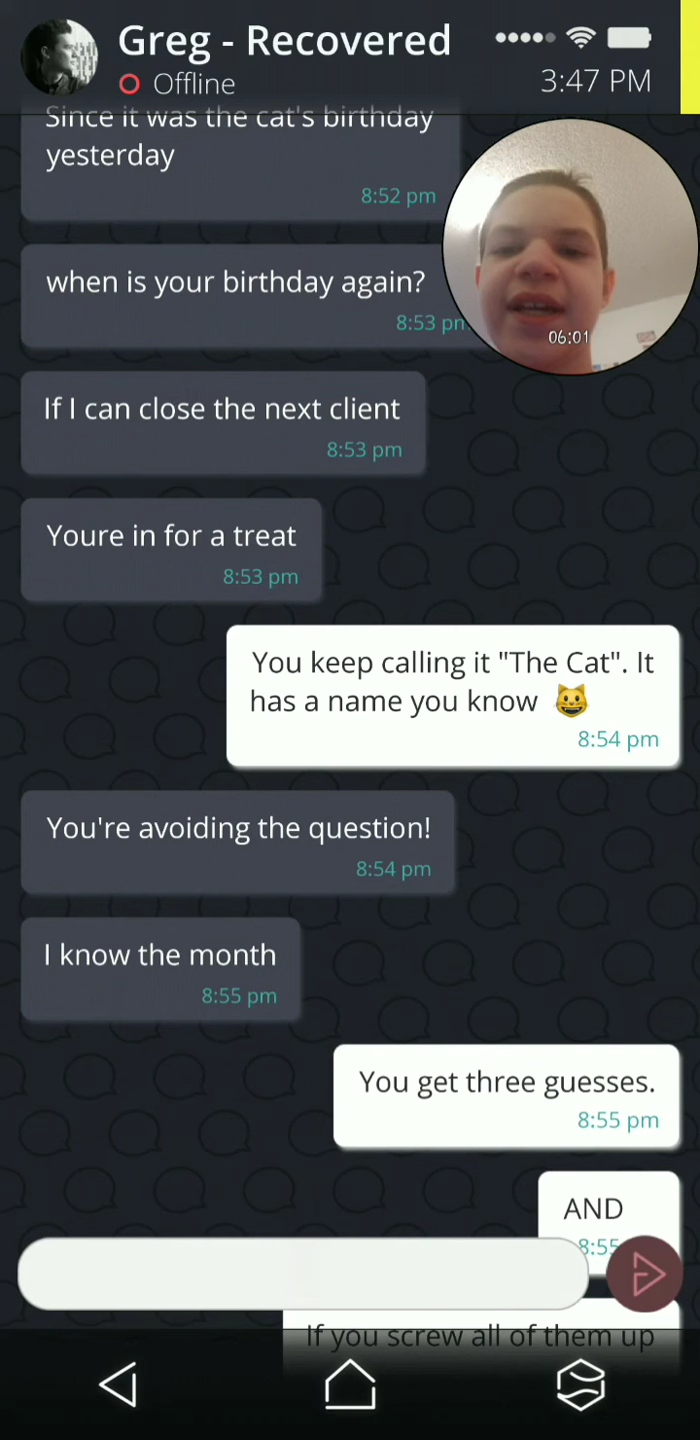 Greg - Recovered
Offline
3:47 PM
Since it was the cat's birthday
yesterday
8:52 pm
06:01
when is your birthday again?
8:53 pm
If I can close the next client
8:53 pm
Youre in for a treat
8:53 pm
You keep calling it "The Cat". It
has a name you know 😺
8:54 pm
You're avoiding the question!
8:54 pm
I know the month
8:55 pm
You get three guesses.
8:55 pm
AND
8:55
If you screw all of them up